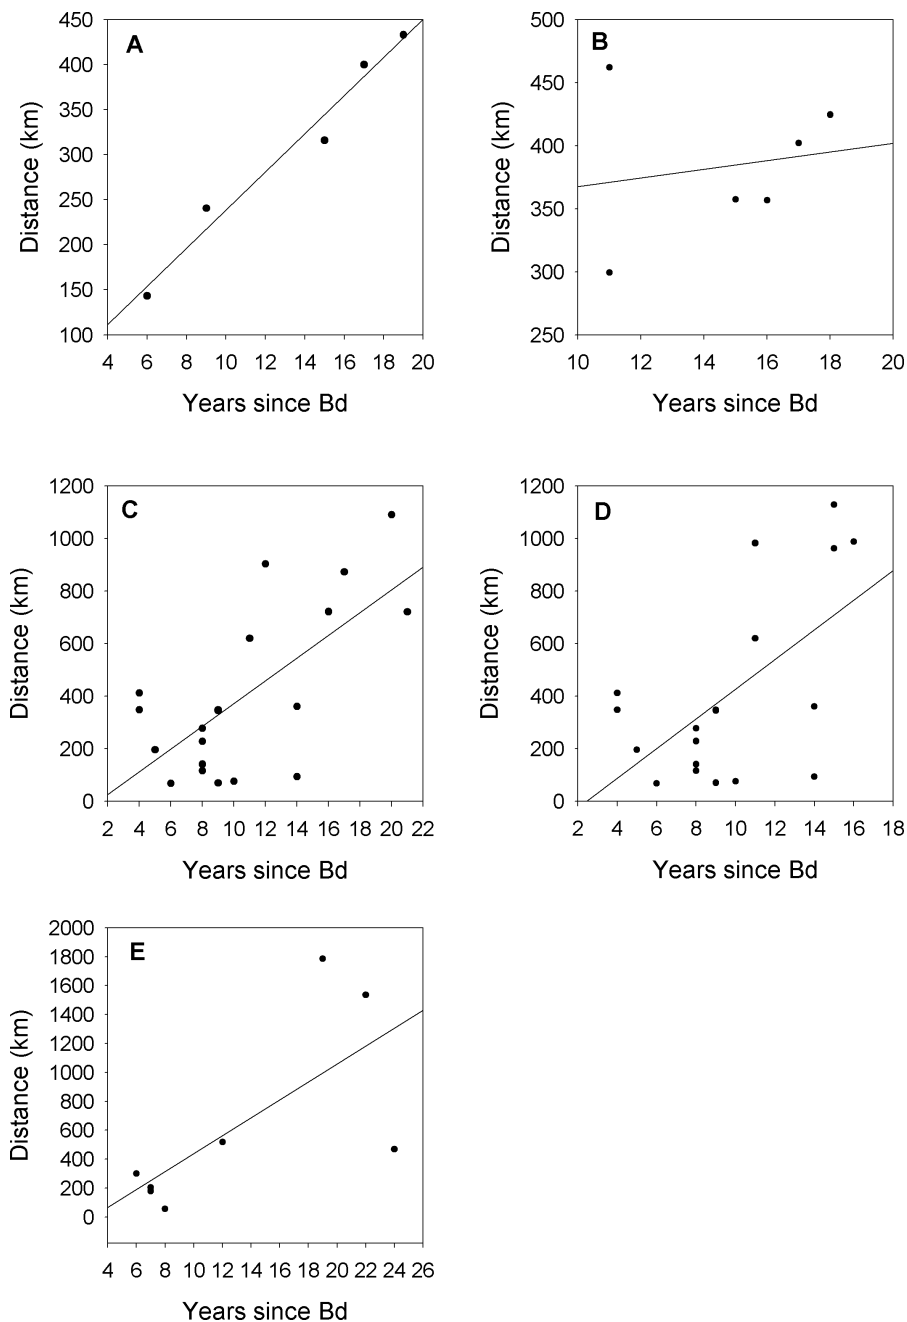 A
Distance (km)
450
400
350
300
250
200
150
100
4 6 8 10 12 14 16 18 20
Years since Bd
B
Distance (km)
500
450
400
350
300
250
10 12 14 16 18 20
Years since Bd
C
Distance (km)
1200
1000
800
600
400
200
0
2 4 6 8 10 12 14 16 18 20 22
Years since Bd
D
Distance (km)
1200
1000
800
600
400
200
0
2 4 6 8 10 12 14 16 18
Years since Bd
E
Distance (km)
2000
1800
1600
1400
1200
1000
800
600
400
200
0
4 6 8 10 12 14 16 18 20 22 24 26
Years since Bd